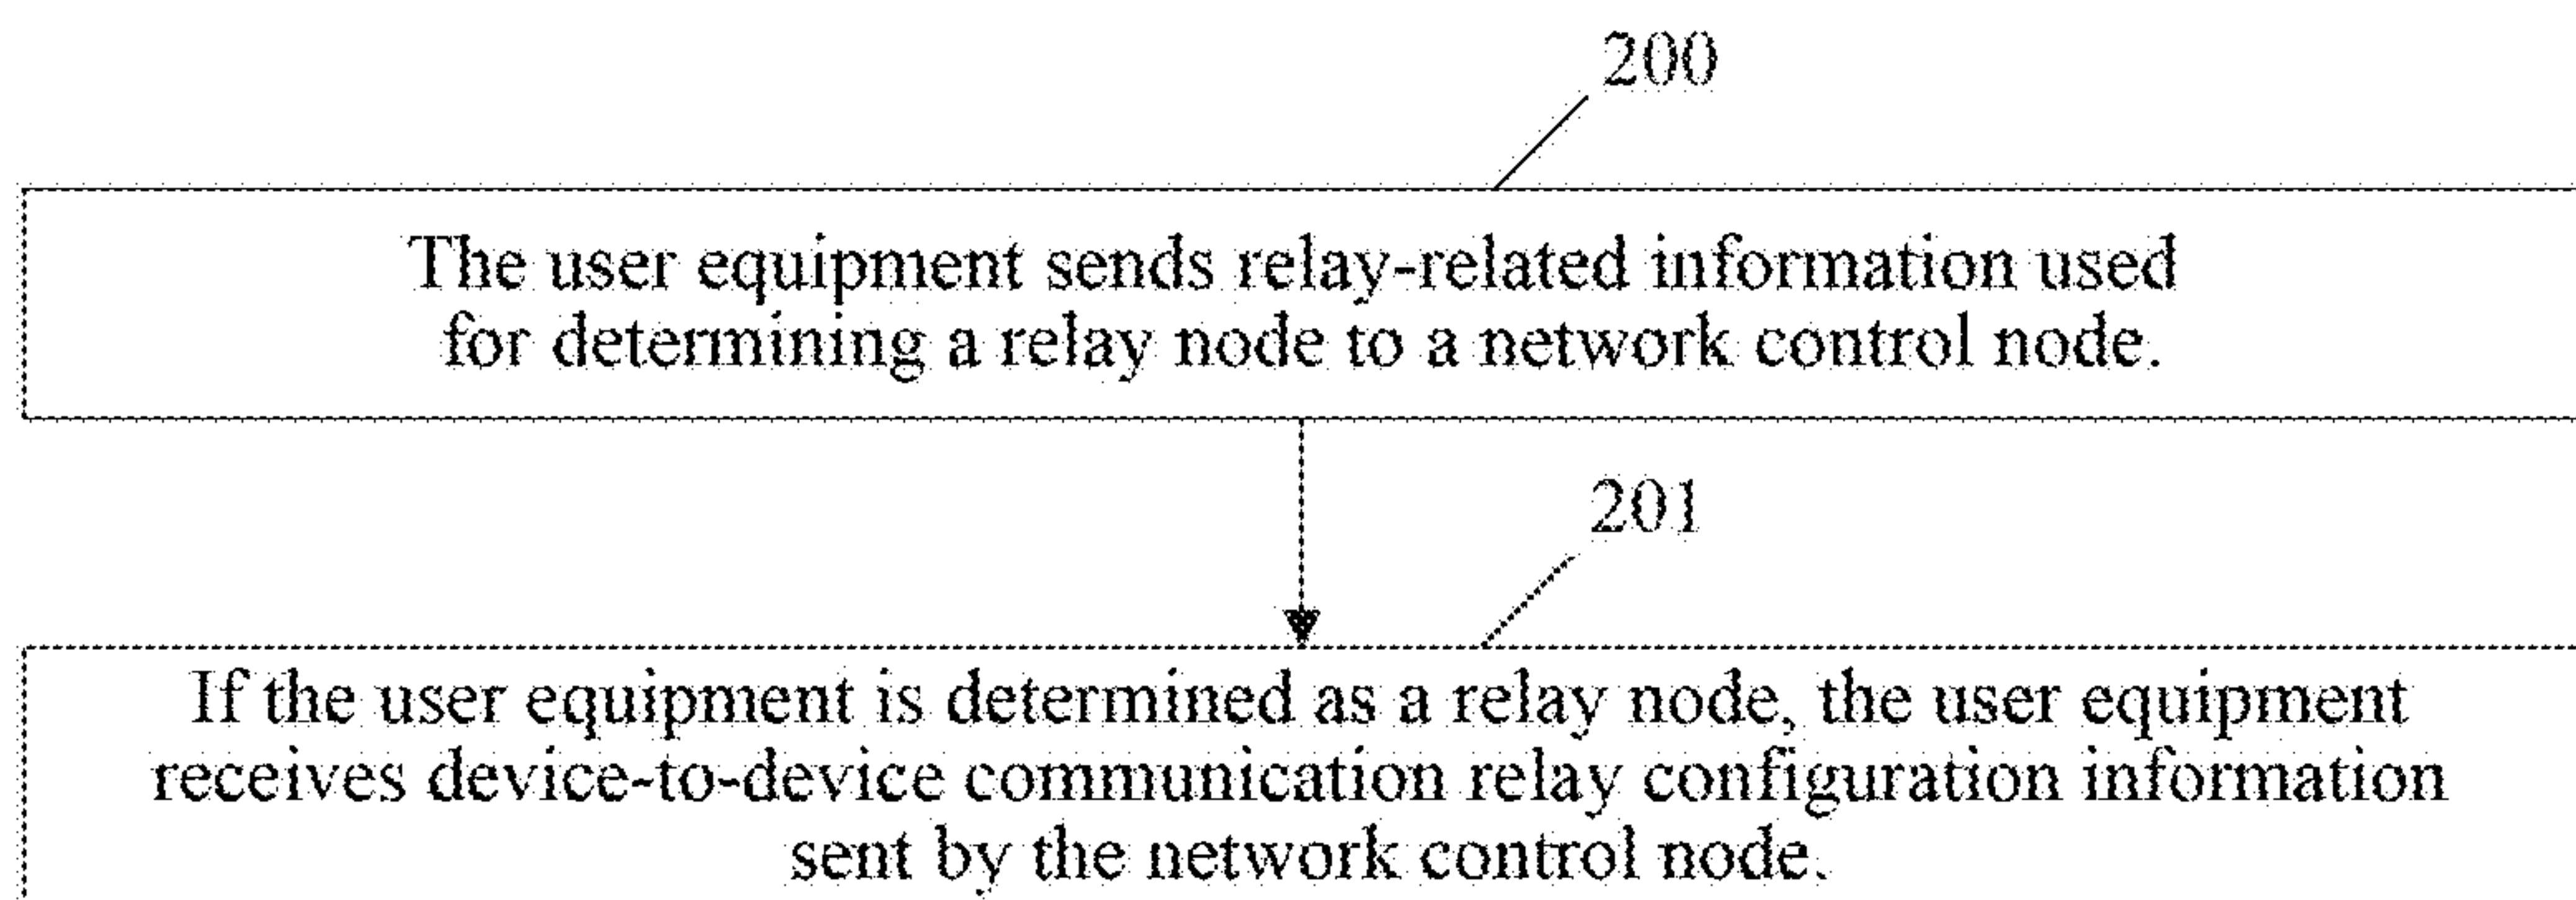 200
The user equipment sends relay-related information used
for determining a relay node to a network control node.
201
If the user equipment is determined as a relay node, the user equipment
receives device-to-device communication relay configuration information
sent by the network control node.